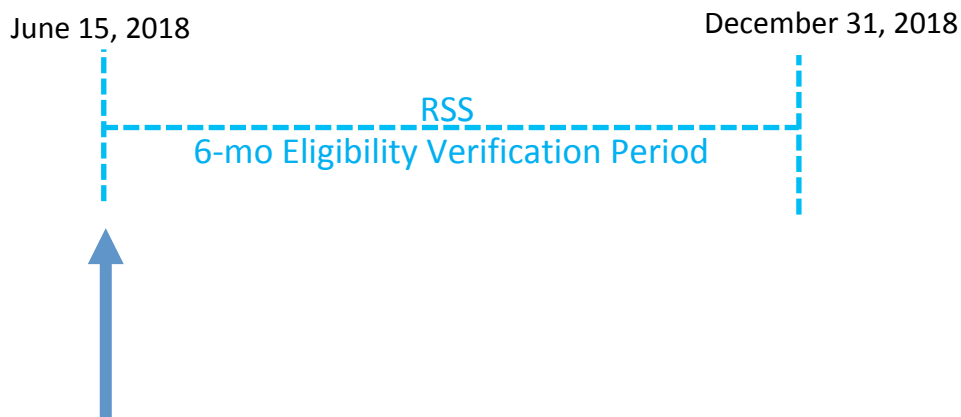 June 15, 2018
December 31, 2018
RSS
6-mo Eligibility Verification Period